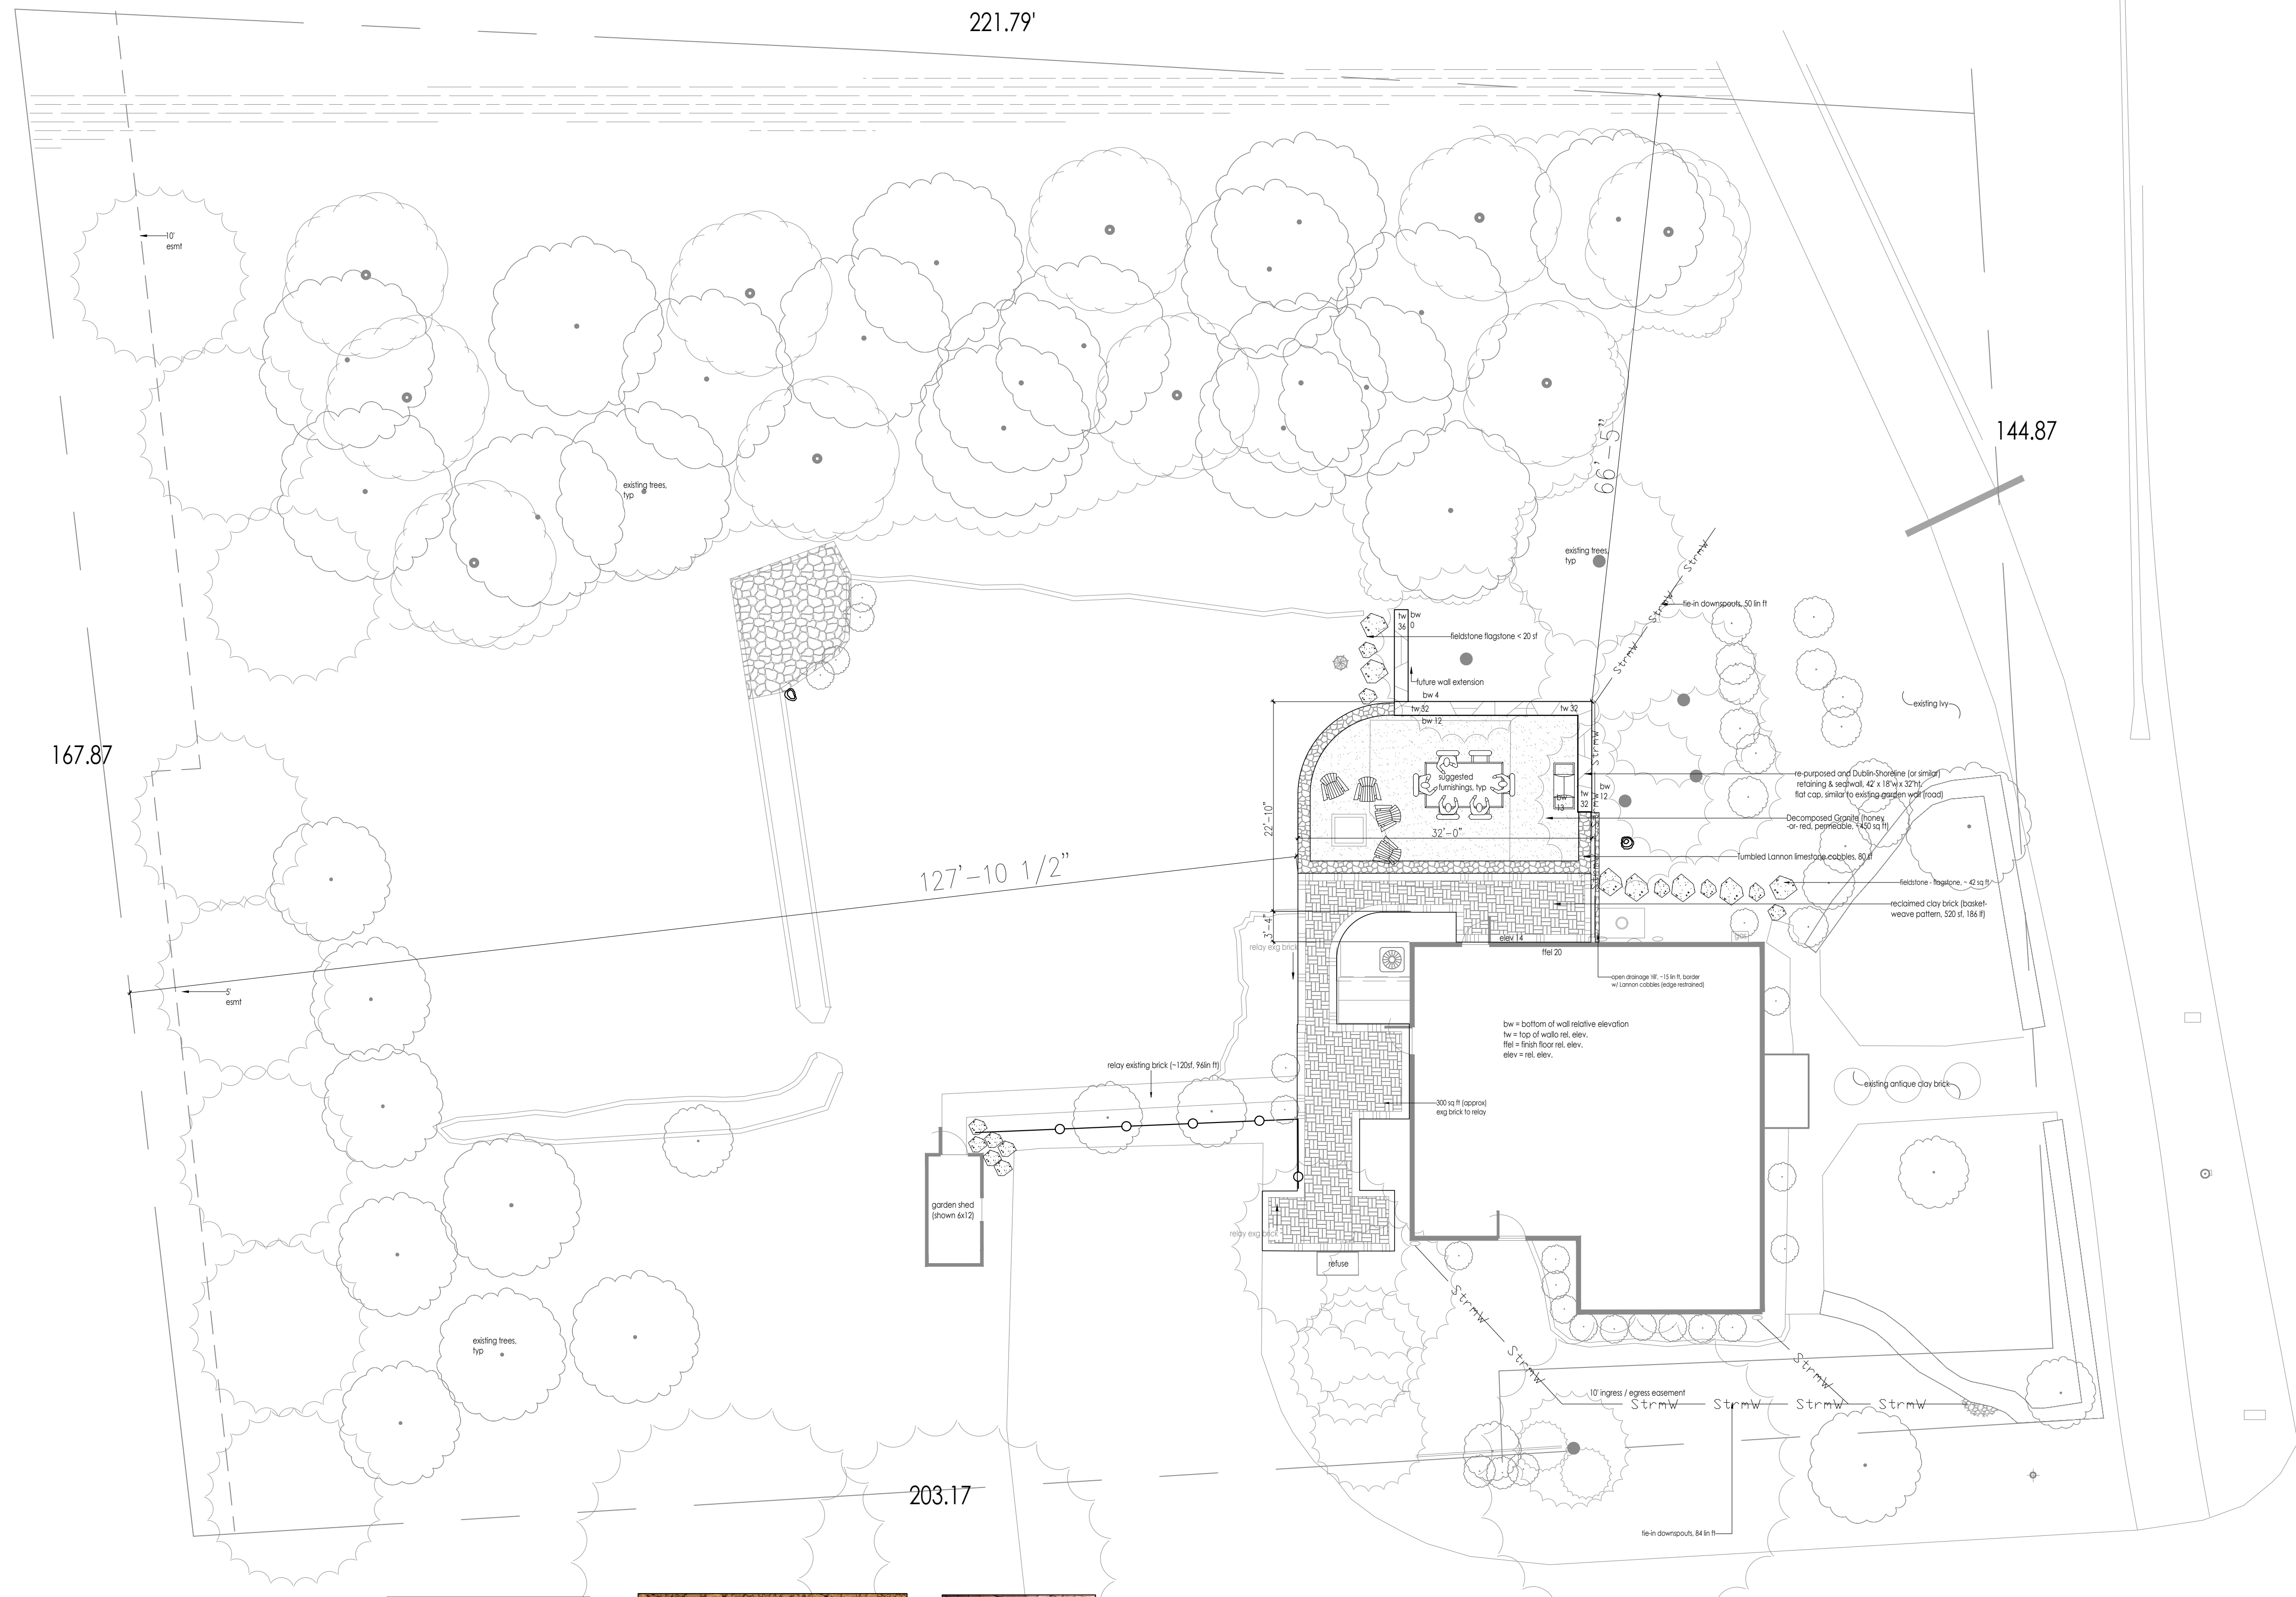 221.79'
10'
esmt
144.87
66'-5"
existing trees,
typ
existing trees,
typ
StrmW
StrmW
StrmW
tie-in downspouts, 50 lin ft
tw
36
bw
0
fieldstone flagstone < 20 sf
future wall extension
bw 4
tw 32
tw 32
bw 12
existing ivy
167.87
StrmW
suggested
furnishings, typ
re-purposed and Dublin-Shoreline (or similar)
retaining & seatwall, 42' x 18"w x 32"ht,
flat cap, similar to existing garden wall (road)
bw
13
tw
32
bw
12
22'-10"
32'-0"
Decomposed Granite (honey
-or- red, permeable, ~450 sq ft)
127'-10 1/2"
Tumbled Lannon limestone cobbles, 80 sf
fieldstone - flagstone, ~ 42 sq ft
reclaimed clay brick (basket-
weave pattern, 520 sf, 186 lf)
3'-4"
relay exg brick
elev 14
ffel 20
gas
open drainage 18", ~15 lin ft, border
w/ Lannon cobbles (edge restrained)
5'
esmt
bw = bottom of wall relative elevation
tw = top of wallo rel. elev.
ffel = finish floor rel. elev.
elev = rel. elev.
relay existing brick (~120sf, 96lin ft)
existing antique clay brick
300 sq ft (approx)
exg brick to relay
garden shed
(shown 6x12)
relay exg brick
refuse
StrmW
StrmW
StrmW
existing trees,
typ
10' ingress / egress easement
StrmW
StrmW
StrmW
StrmW
203.17
tie-in downspouts, 84 lin ft